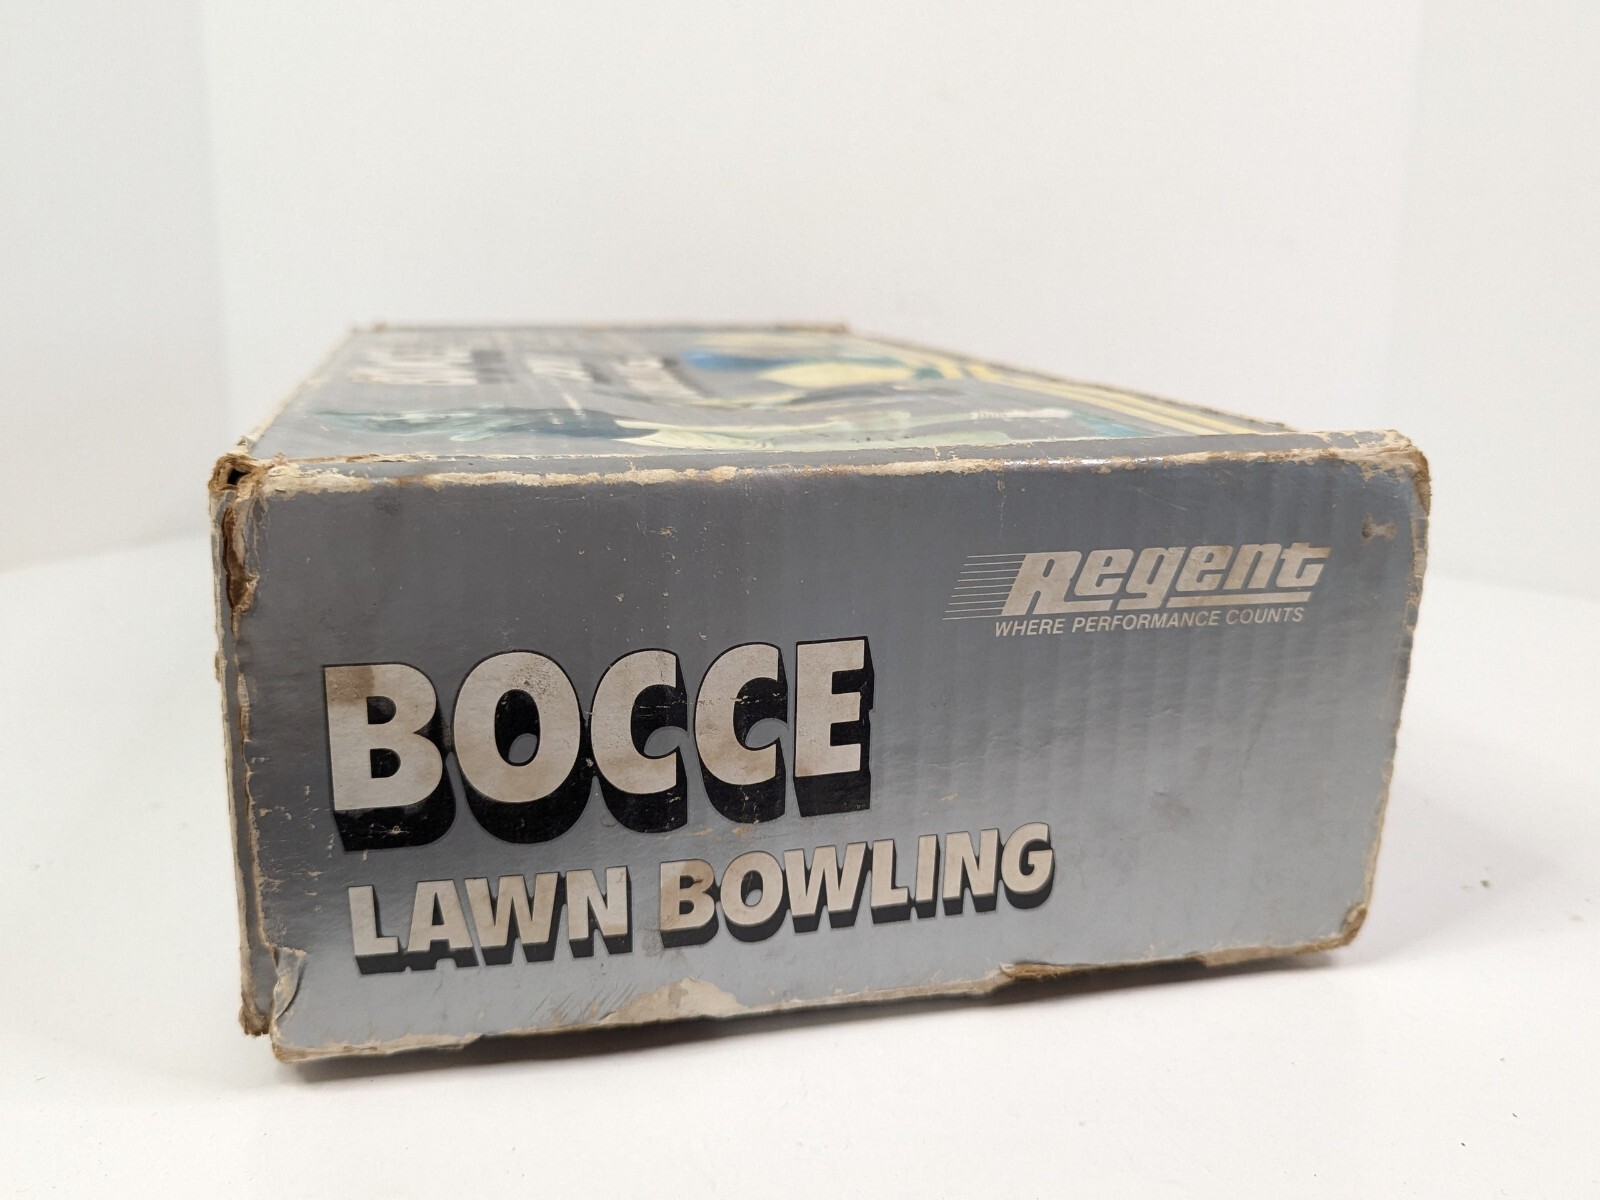 Regent
WHERE PERFORMANCE COUNTS
BOCCE
LAWN BOWLING